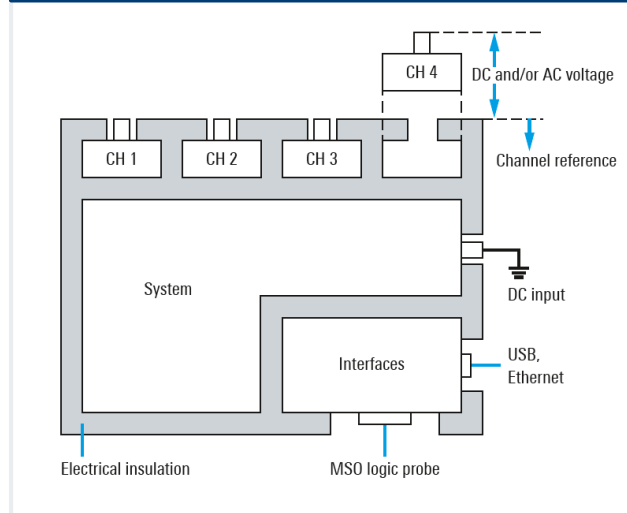 CH 4
DC and/or AC voltage
CH 1
CH 2
CH 3
Channel reference
System
DC input
Interfaces
USB,
Ethernet
Electrical insulation
MSO logic probe